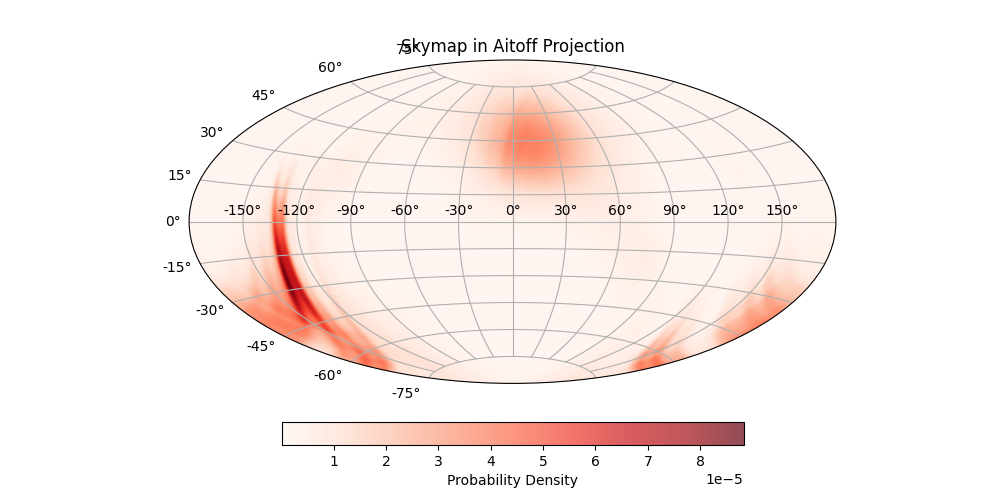 Skymap in Aitoff Projection
75°
60°
45°
30°
15°
-150° -120° -90° -60° -30° 0° 30° 60° 90° 120° 150°
0°
-15°
-30°
-45°
-60°
-75°
1 2 3 4 5 6 7 8
1e−5
Probability Density